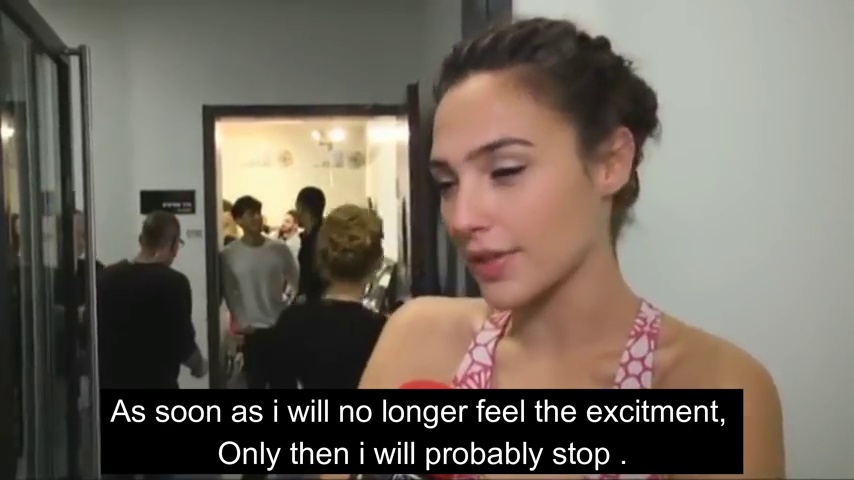 As soon as i will no longer feel the excitment,
Only then i will probably stop .